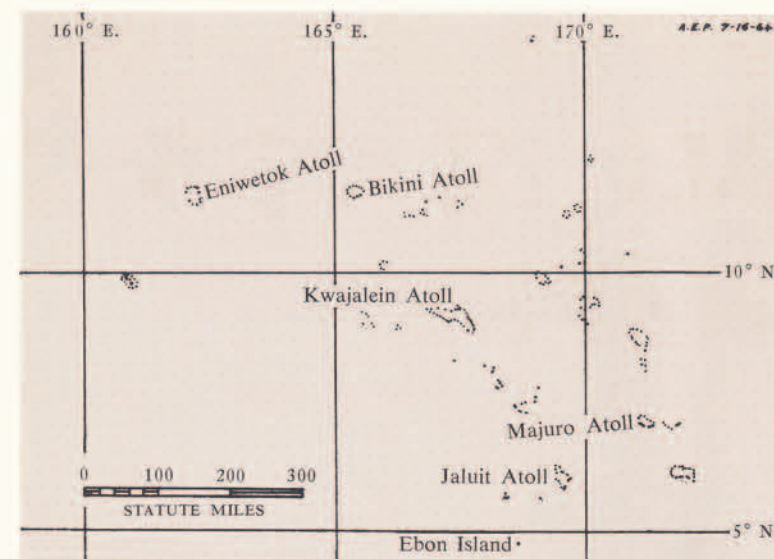 160° E.
165° E.
170° E.
A.E.P. 7-16-64
Eniwetok Atoll
Bikini Atoll
10° N
Kwajalein Atoll
Majuro Atoll
Jaluit Atoll
0 100 200 300
STATUTE MILES
5° N
Ebon Island